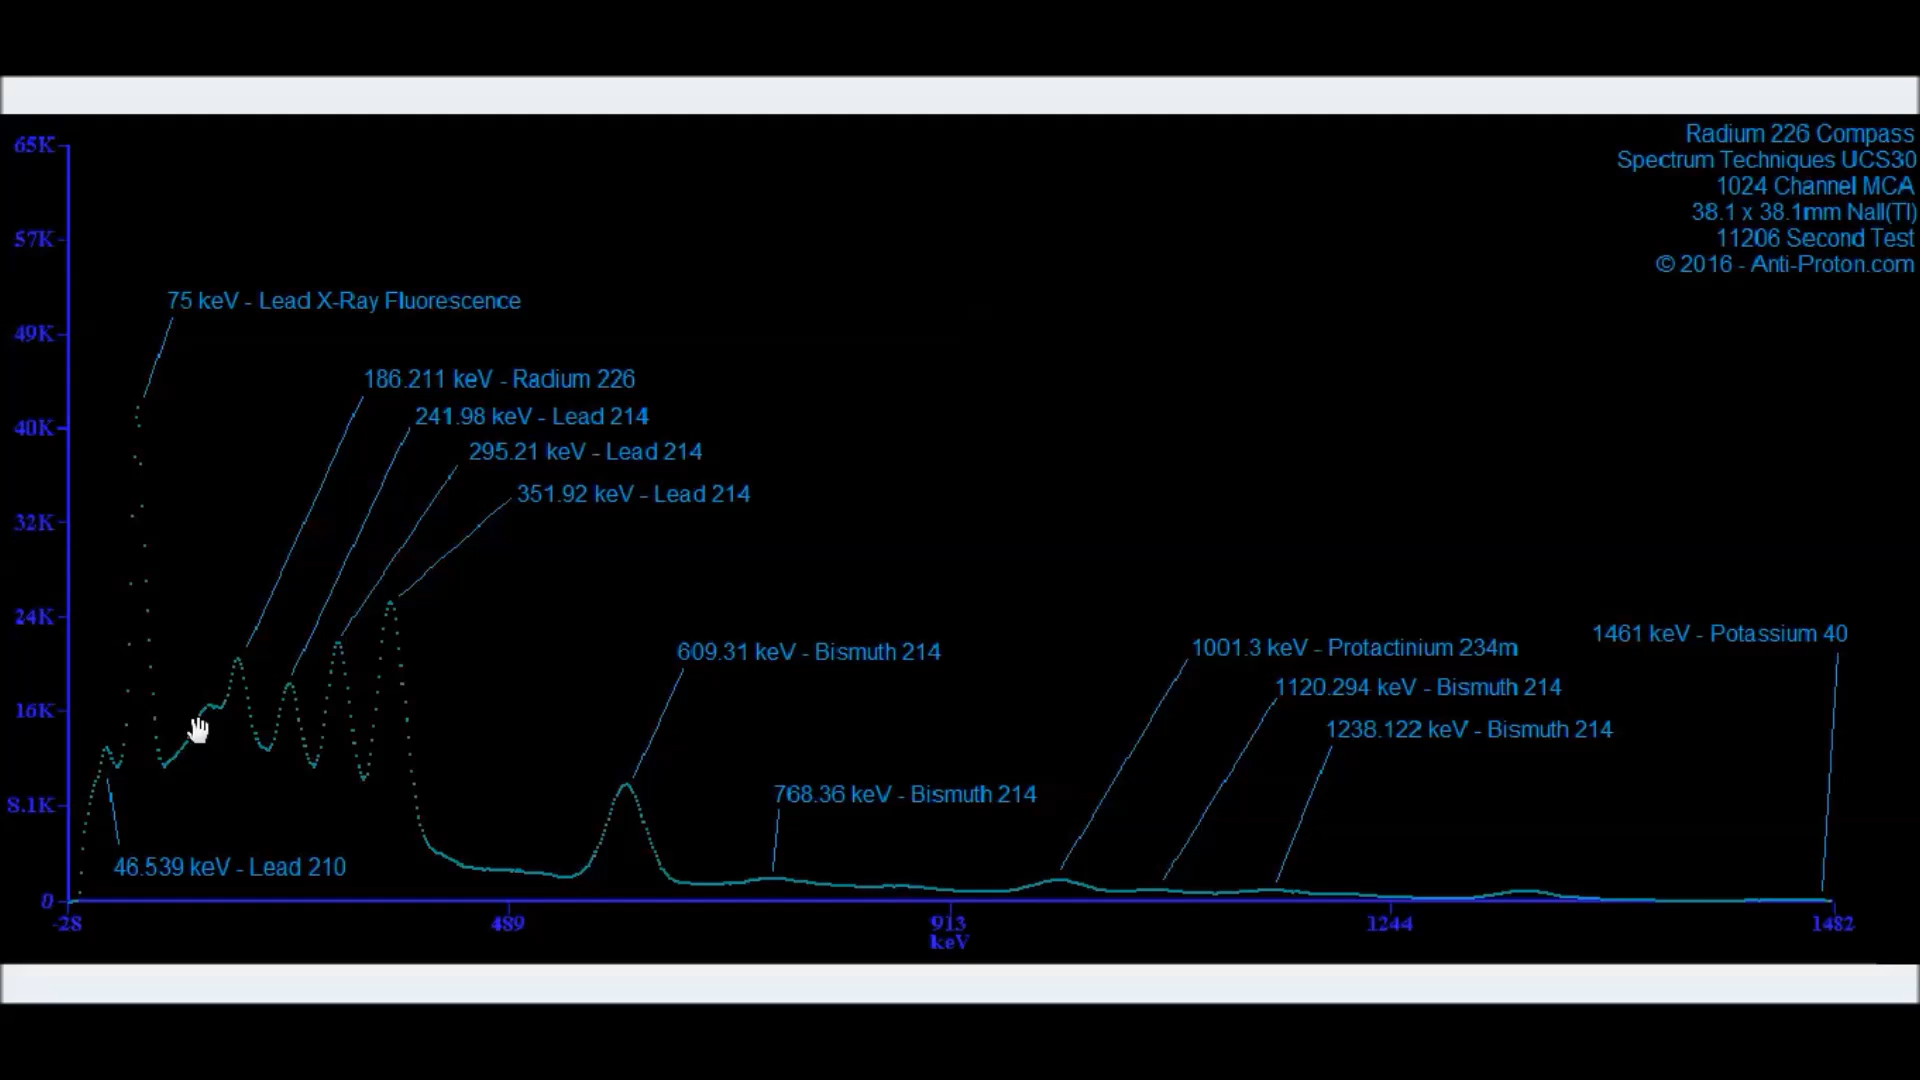 Radium 226 Compass
Spectrum Techniques UCS30
1024 Channel MCA
38.1 x 38.1mm NaII(Tl)
11206 Second Test
© 2016 - Anti-Proton.com
65K
57K
49K
40K
32K
24K
16K
8.1K
0
75 keV - Lead X-Ray Fluorescence
186.211 keV - Radium 226
241.98 keV - Lead 214
295.21 keV - Lead 214
351.92 keV - Lead 214
609.31 keV - Bismuth 214
1461 keV - Potassium 40
1001.3 keV - Protactinium 234m
1120.294 keV - Bismuth 214
1238.122 keV - Bismuth 214
768.36 keV - Bismuth 214
46.539 keV - Lead 210
-28
489
913
1244
1482
keV